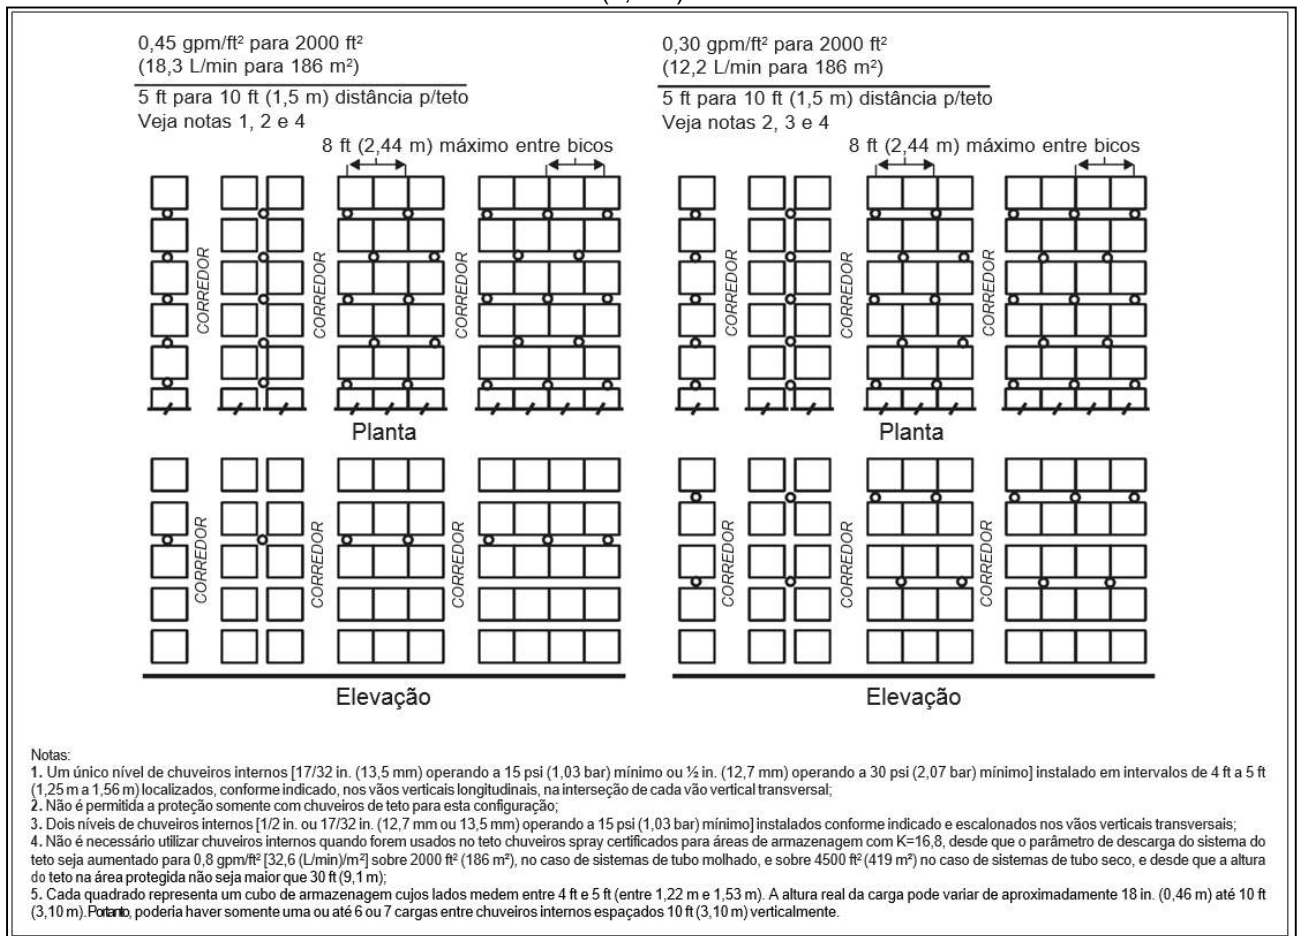 0,45 gpm/ft² para 2000 ft²
(18,3 L/min para 186 m²)
5 ft para 10 ft (1,5 m) distância p/teto
Veja notas 1, 2 e 4
8 ft (2,44 m) máximo entre bicos
CORREDOR
CORREDOR
CORREDOR
Planta
0,30 gpm/ft² para 2000 ft²
(12,2 L/min para 186 m²)
5 ft para 10 ft (1,5 m) distância p/teto
Veja notas 2, 3 e 4
8 ft (2,44 m) máximo entre bicos
CORREDOR
CORREDOR
CORREDOR
Planta
CORREDOR
CORREDOR
CORREDOR
Elevação
CORREDOR
CORREDOR
CORREDOR
Elevação
Notas:
1. Um único nível de chuveiros internos [17/32 in. (13,5 mm) operando a 15 psi (1,03 bar) mínimo ou ½ in. (12,7 mm) operando a 30 psi (2,07 bar) mínimo] instalado em intervalos de 4 ft a 5 ft
(1,25 m a 1,56 m) localizados, conforme indicado, nos vãos verticais longitudinais, na interseção de cada vão vertical transversal;
2. Não é permitida a proteção somente com chuveiros de teto para esta configuração;
3. Dois níveis de chuveiros internos [1/2 in. ou 17/32 in. (12,7 mm ou 13,5 mm) operando a 15 psi (1,03 bar) mínimo] instalados conforme indicado e escalonados nos vãos verticais transversais;
4. Não é necessário utilizar chuveiros internos quando forem usados no teto chuveiros spray certificados para áreas de armazenagem com K=16,8, desde que o parâmetro de descarga do sistema do
teto seja aumentado para 0,8 gpm/ft² [32,6 (L/min)/m²] sobre 2000 ft² (186 m²), no caso de sistemas de tubo molhado, e sobre 4500 ft² (419 m²) no caso de sistemas de tubo seco, e desde que a altura
do teto na área protegida não seja maior que 30 ft (9,1 m);
5. Cada quadrado representa um cubo de armazenagem cujos lados medem entre 4 ft e 5 ft (entre 1,22 m e 1,53 m). A altura real da carga pode variar de aproximadamente 18 in. (0,46 m) até 10 ft
(3,10 m). Portanto, poderia haver somente uma ou até 6 ou 7 cargas entre chuveiros internos espaçados 10 ft (3,10 m) verticalmente.